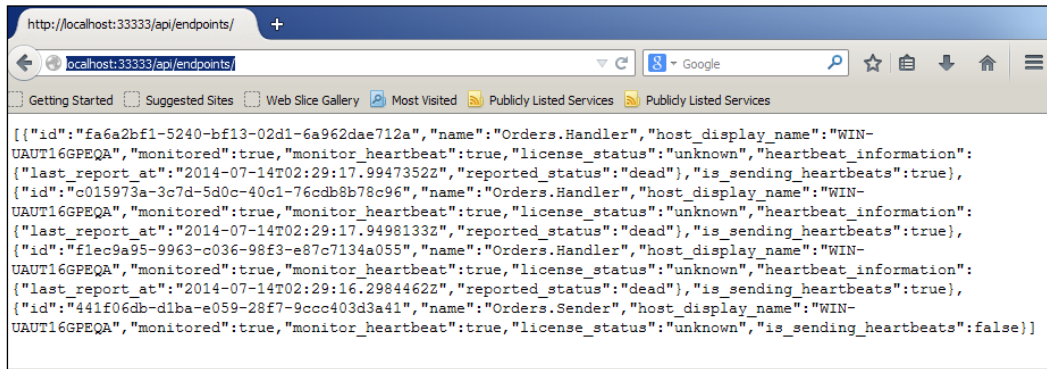 http://localhost:33333/api/endpoints/
localhost:33333/api/endpoints/
Google
Getting Started Suggested Sites Web Slice Gallery Most Visited Publicly Listed Services Publicly Listed Services
[{"id":"fa6a2bf1-5240-bf13-02d1-6a962dae712a","name":"Orders.Handler","host_display_name":"WIN-
UAUT16GPEQA","monitored":true,"monitor_heartbeat":true,"license_status":"unknown","heartbeat_information":
{"last_report_at":"2014-07-14T02:29:17.9947352Z","reported_status":"dead"},"is_sending_heartbeats":true},
{"id":"c015973a-3c7d-5d0c-40c1-76cdb8b78c96","name":"Orders.Handler","host_display_name":"WIN-
UAUT16GPEQA","monitored":true,"monitor_heartbeat":true,"license_status":"unknown","heartbeat_information":
{"last_report_at":"2014-07-14T02:29:17.9498133Z","reported_status":"dead"},"is_sending_heartbeats":true},
{"id":"f1ec9a95-9963-c036-98f3-e87c7134a055","name":"Orders.Handler","host_display_name":"WIN-
UAUT16GPEQA","monitored":true,"monitor_heartbeat":true,"license_status":"unknown","heartbeat_information":
{"last_report_at":"2014-07-14T02:29:16.2984462Z","reported_status":"dead"},"is_sending_heartbeats":true},
{"id":"441f06db-d1ba-e059-28f7-9ccc403d3a41","name":"Orders.Sender","host_display_name":"WIN-
UAUT16GPEQA","monitored":true,"monitor_heartbeat":true,"license_status":"unknown","is_sending_heartbeats":false}]